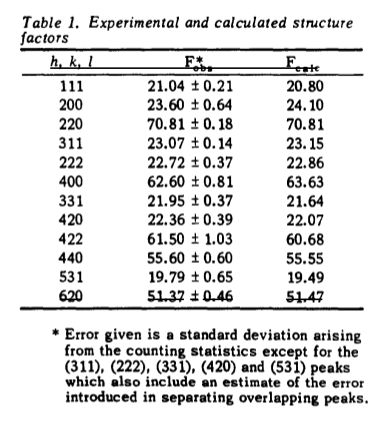 Table 1. Experimental and calculated structure
factors
h, k, l F*obs Fcalc
111 21.04 ± 0.21 20.80
200 23.60 ± 0.64 24.10
220 70.81 ± 0.18 70.81
311 23.07 ± 0.14 23.15
222 22.72 ± 0.37 22.86
400 62.60 ± 0.81 63.63
331 21.95 ± 0.37 21.64
420 22.36 ± 0.39 22.07
422 61.50 ± 1.03 60.68
440 55.60 ± 0.60 55.55
531 19.79 ± 0.65 19.49
620 51.37 ± 0.46 51.47
* Error given is a standard deviation arising
from the counting statistics except for the
(311), (222), (331), (420) and (531) peaks
which also include an estimate of the error
introduced in separating overlapping peaks.